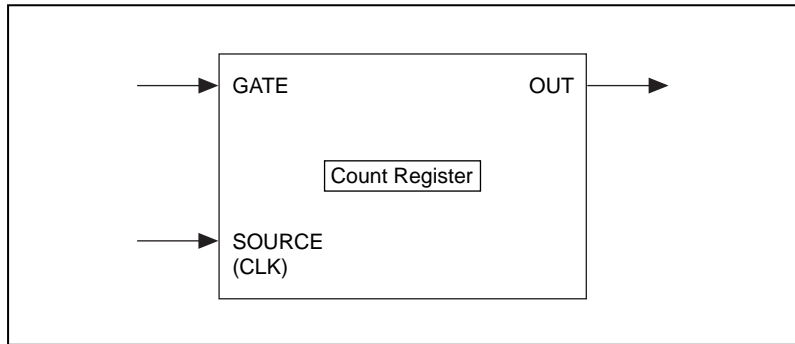 GATE
OUT
Count Register
SOURCE
(CLK)